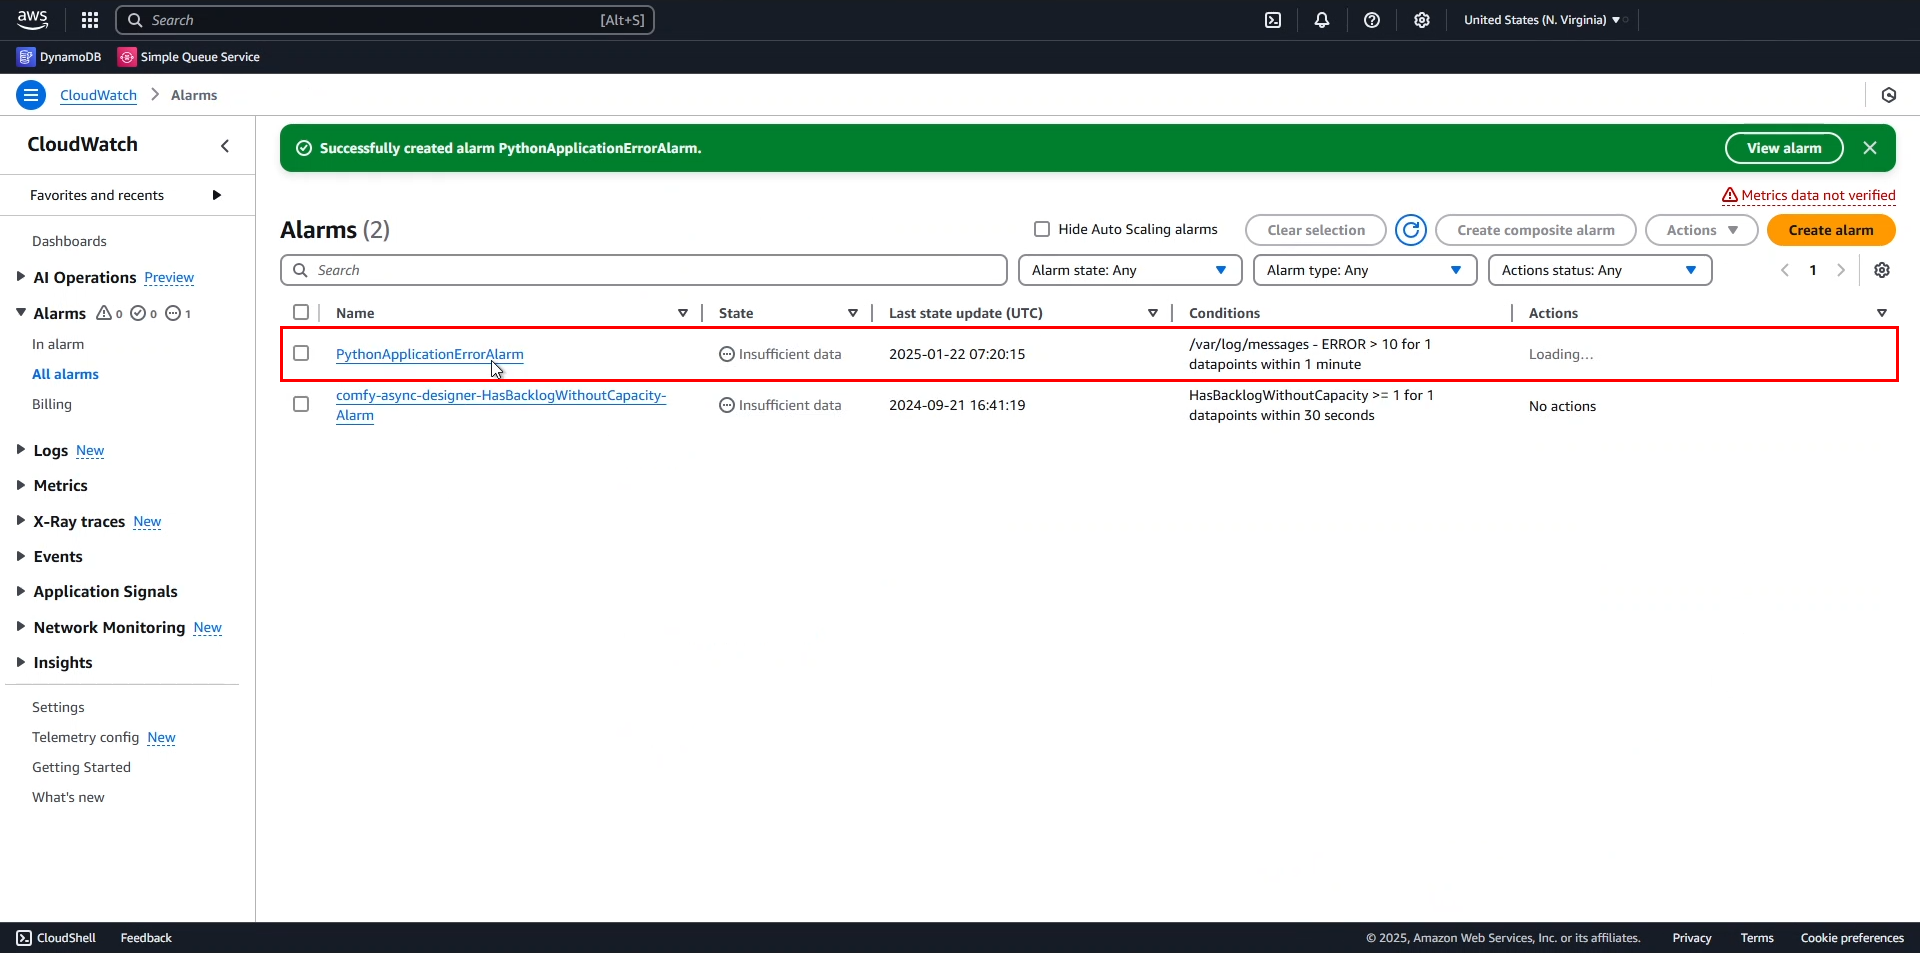 aws Search [Alt+S] United States (N. Virginia)
DynamoDB Simple Queue Service
CloudWatch > Alarms
CloudWatch
Favorites and recents
Dashboards
AI Operations Preview
Alarms 0 0 1
In alarm
All alarms
Billing
Logs New
Metrics
X-Ray traces New
Events
Application Signals
Network Monitoring New
Insights
Settings
Telemetry config New
Getting Started
What's new
Successfully created alarm PythonApplicationErrorAlarm. View alarm
Metrics data not verified
Alarms (2) Hide Auto Scaling alarms Clear selection Create composite alarm Actions Create alarm
Search Alarm state: Any Alarm type: Any Actions status: Any 1
Name State Last state update (UTC) Conditions Actions
PythonApplicationErrorAlarm Insufficient data 2025-01-22 07:20:15 /var/log/messages - ERROR > 10 for 1
datapoints within 1 minute Loading...
comfy-async-designer-HasBacklogWithoutCapacity-
Alarm Insufficient data 2024-09-21 16:41:19 HasBacklogWithoutCapacity >= 1 for 1
datapoints within 30 seconds No actions
CloudShell Feedback © 2025, Amazon Web Services, Inc. or its affiliates. Privacy Terms Cookie preferences